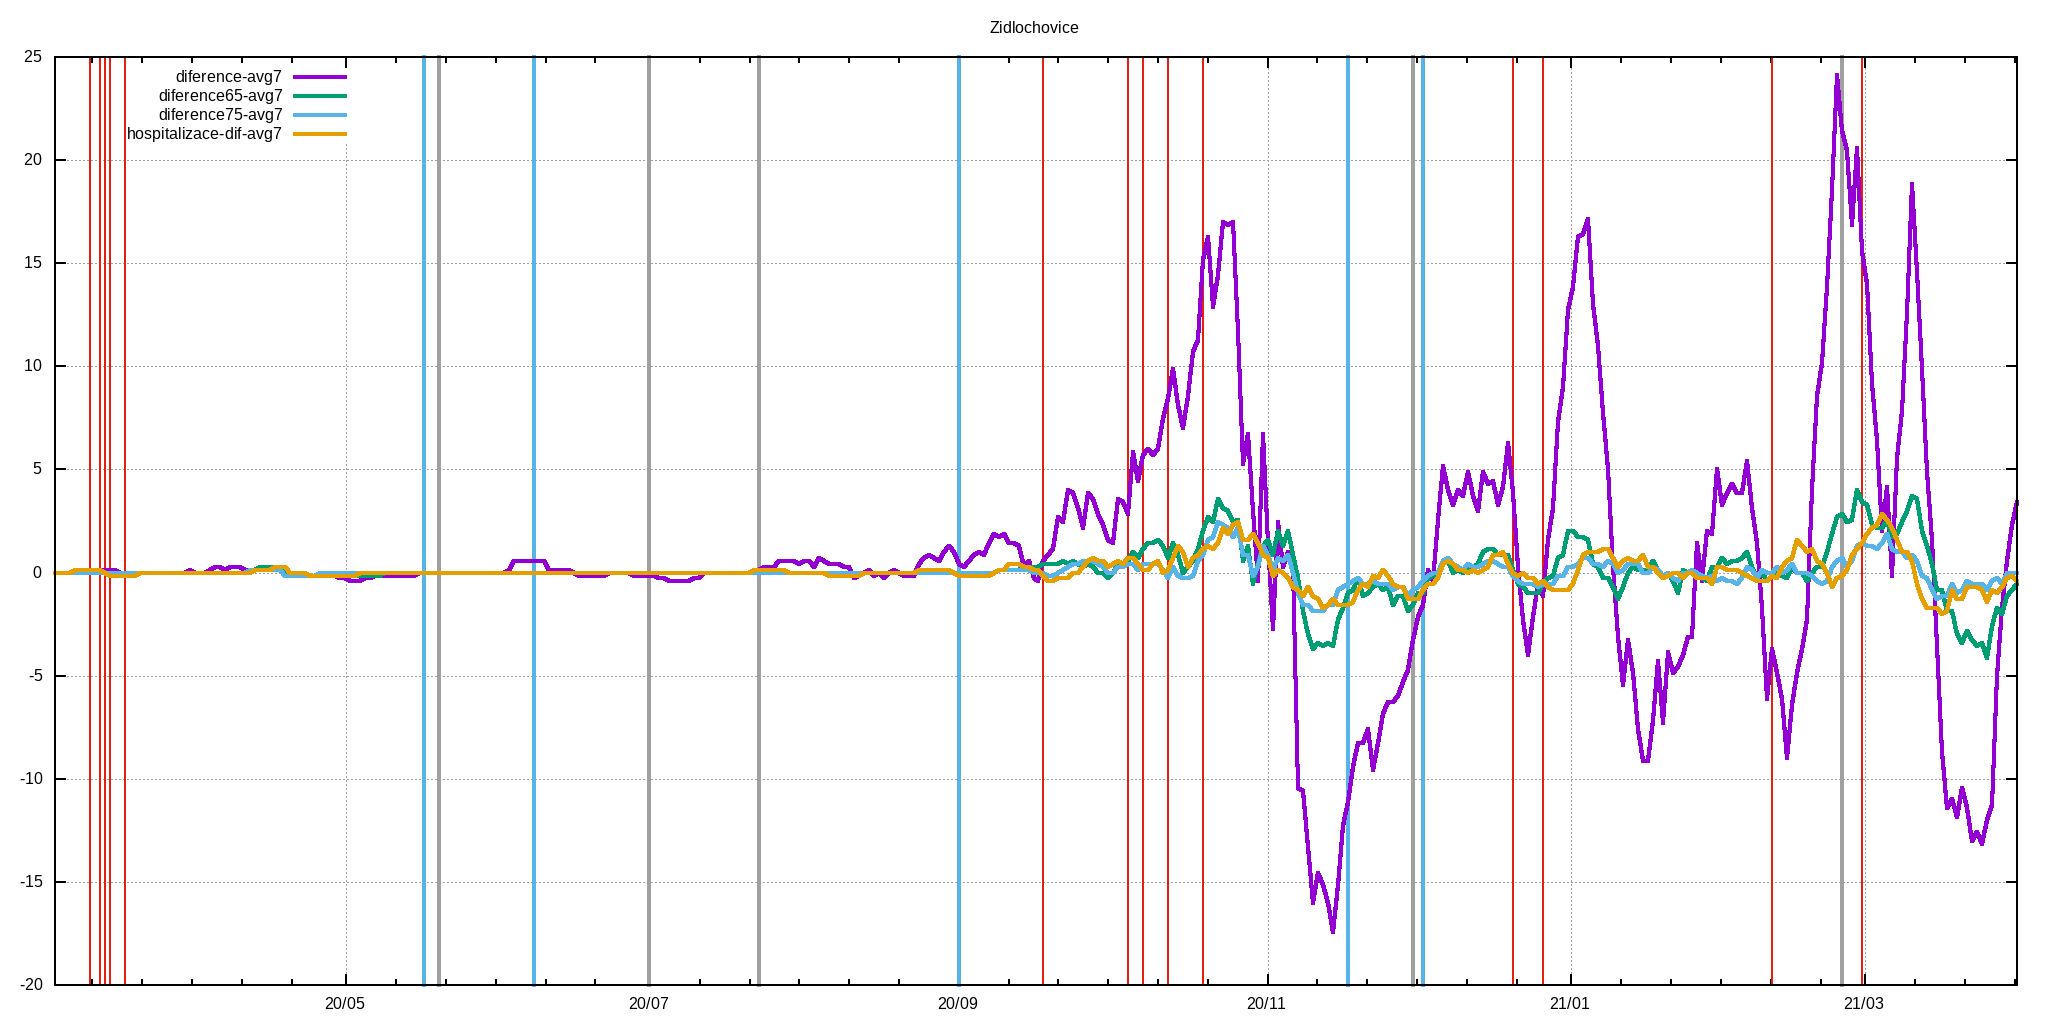 Zidlochovice
diference-avg7
diference65-avg7
diference75-avg7
hospitalizace-dif-avg7
25
20
15
10
5
0
-5
-10
-15
-20
20/05 20/07 20/09 20/11 21/01 21/03